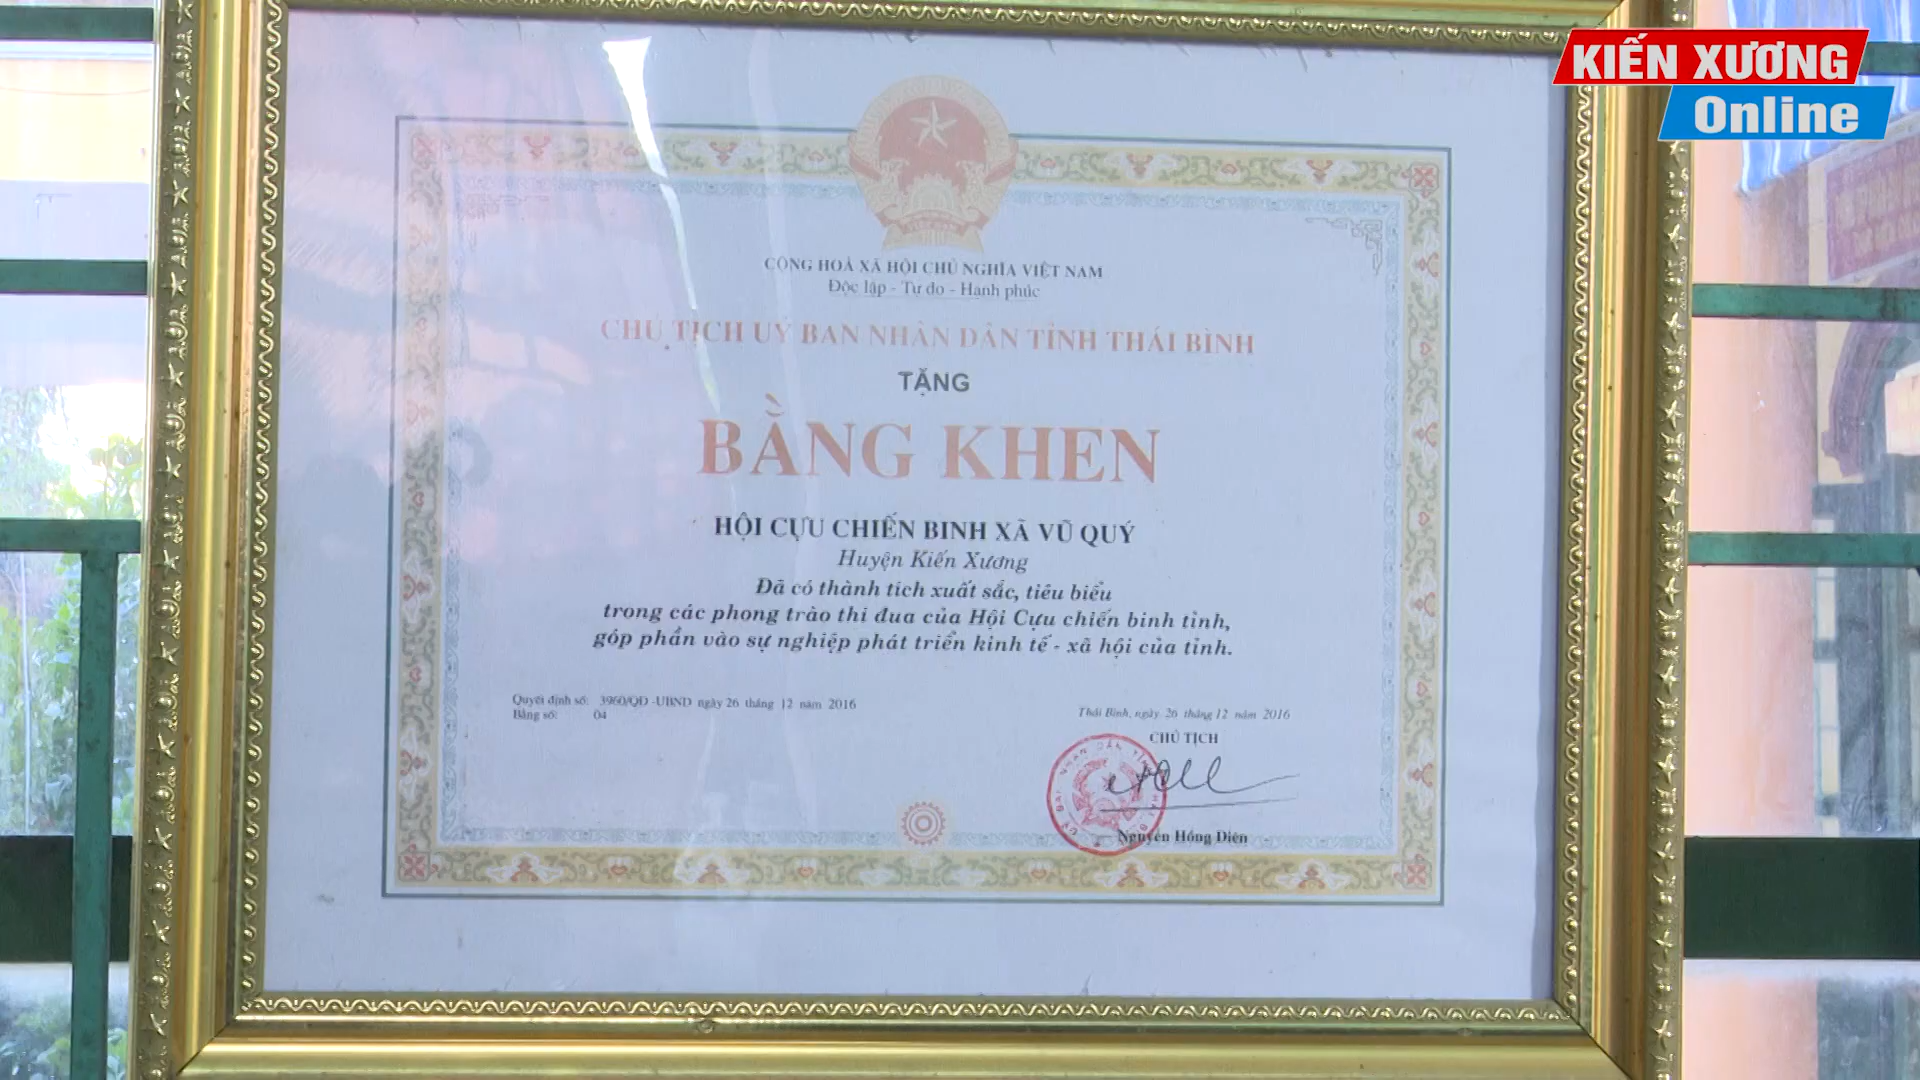 KIẾN XƯƠNG
Online
CỘNG HOÀ XÃ HỘI CHỦ NGHĨA VIỆT NAM
Độc lập - Tự do - Hạnh phúc
CHỦ TỊCH UỶ BAN NHÂN DÂN TỈNH THÁI BÌNH
TẶNG
BẰNG KHEN
HỘI CỰU CHIẾN BINH XÃ VŨ QUÝ
Huyện Kiến Xương
Đã có thành tích xuất sắc, tiêu biểu
trong các phong trào thi đua của Hội Cựu chiến binh tỉnh,
góp phần vào sự nghiệp phát triển kinh tế - xã hội của tỉnh.
Quyết định số: 3960/QĐ -UBND ngày 26 tháng 12 năm 2016
Bằng số: 04
Thái Bình, ngày 26 tháng 12 năm 2016
CHỦ TỊCH
Nguyễn Hồng Diên